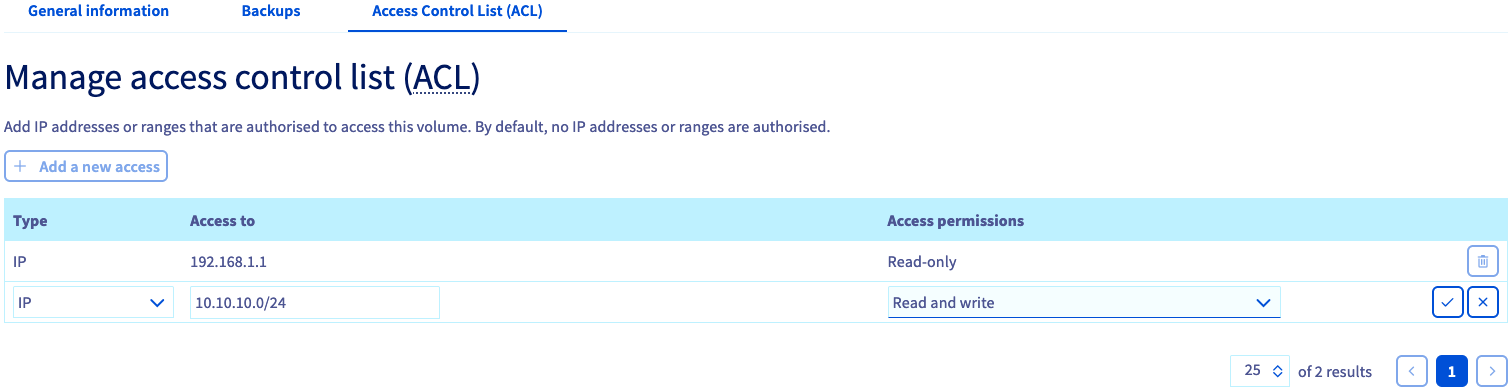 General information Backups Access Control List (ACL)
Manage access control list (ACL)
Add IP addresses or ranges that are authorised to access this volume. By default, no IP addresses or ranges are authorised.
+ Add a new access
Type Access to Access permissions
IP 192.168.1.1 Read-only
IP 10.10.10.0/24 Read and write
25 of 2 results 1